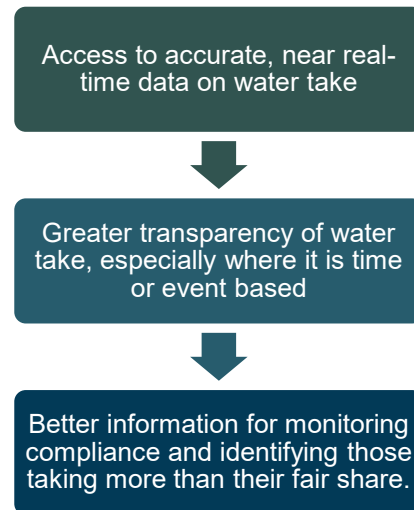 Access to accurate, near real-
time data on water take
Greater transparency of water
take, especially where it is time
or event based
Better information for monitoring
compliance and identifying those
taking more than their fair share.